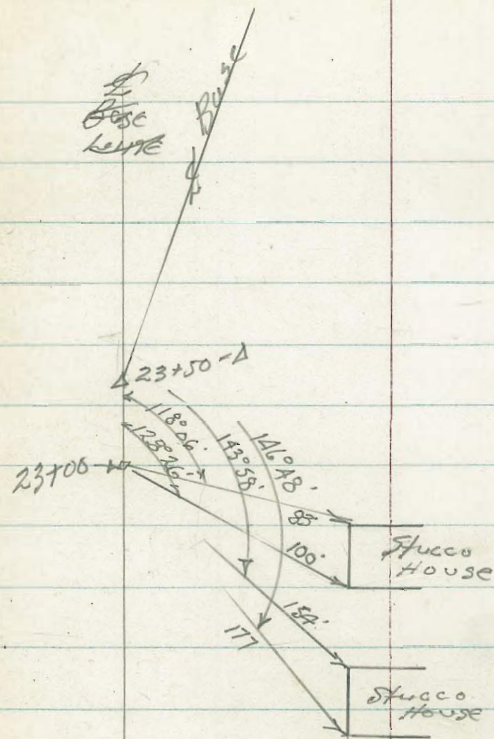 ℄
Base
Line
℄ Base
23+50 - Δ
118°06'
128°26'
143°58'
146°48'
23+00
83'
100'
Stucco
House
154'
177
Stucco
House